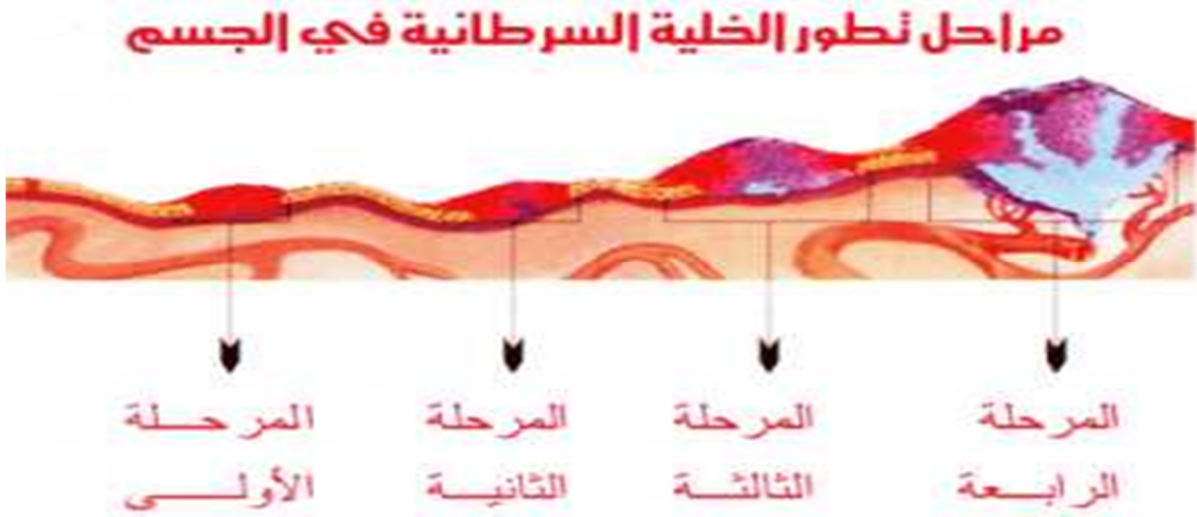 مراحل تطور الخلية السرطانية في الجسم
المرحلة الرابعة
المرحلة الثالثة
المرحلة الثانية
المرحلة الأولى